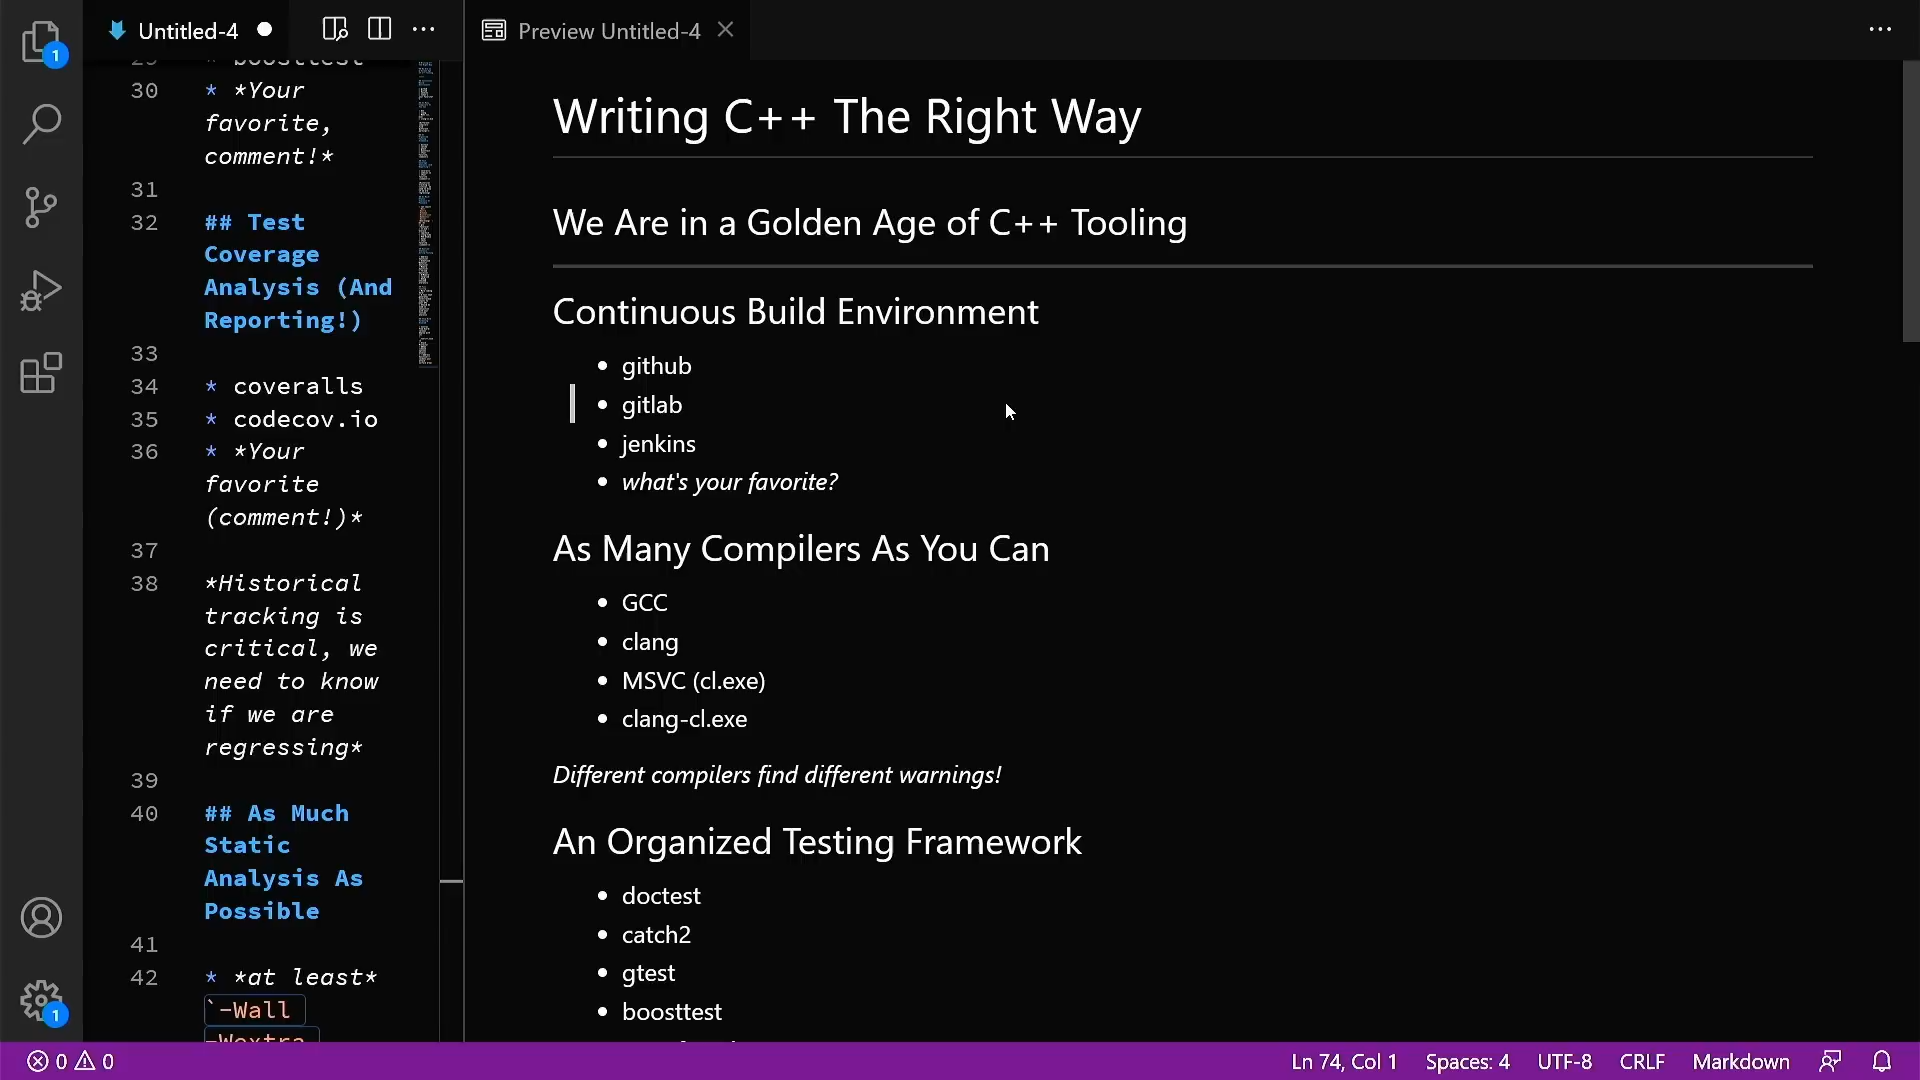 1
Untitled-4
Preview Untitled-4
29 * boosttest
30 * *Your
favorite,
comment!*
31
32 ## Test
Coverage
Analysis (And
Reporting!)
33
34 * coveralls
35 * codecov.io
36 * *Your
favorite
(comment!)*
37
38 *Historical
tracking is
critical, we
need to know
if we are
regressing*
39
40 ## As Much
Static
Analysis As
Possible
41
42 * *at least*
`-Wall
-Wextra
1
Writing C++ The Right Way
We Are in a Golden Age of C++ Tooling
Continuous Build Environment
• github
• gitlab
• jenkins
• what's your favorite?
As Many Compilers As You Can
• GCC
• clang
• MSVC (cl.exe)
• clang-cl.exe
Different compilers find different warnings!
An Organized Testing Framework
• doctest
• catch2
• gtest
• boosttest
0 0 Ln 74, Col 1 Spaces: 4 UTF-8 CRLF Markdown